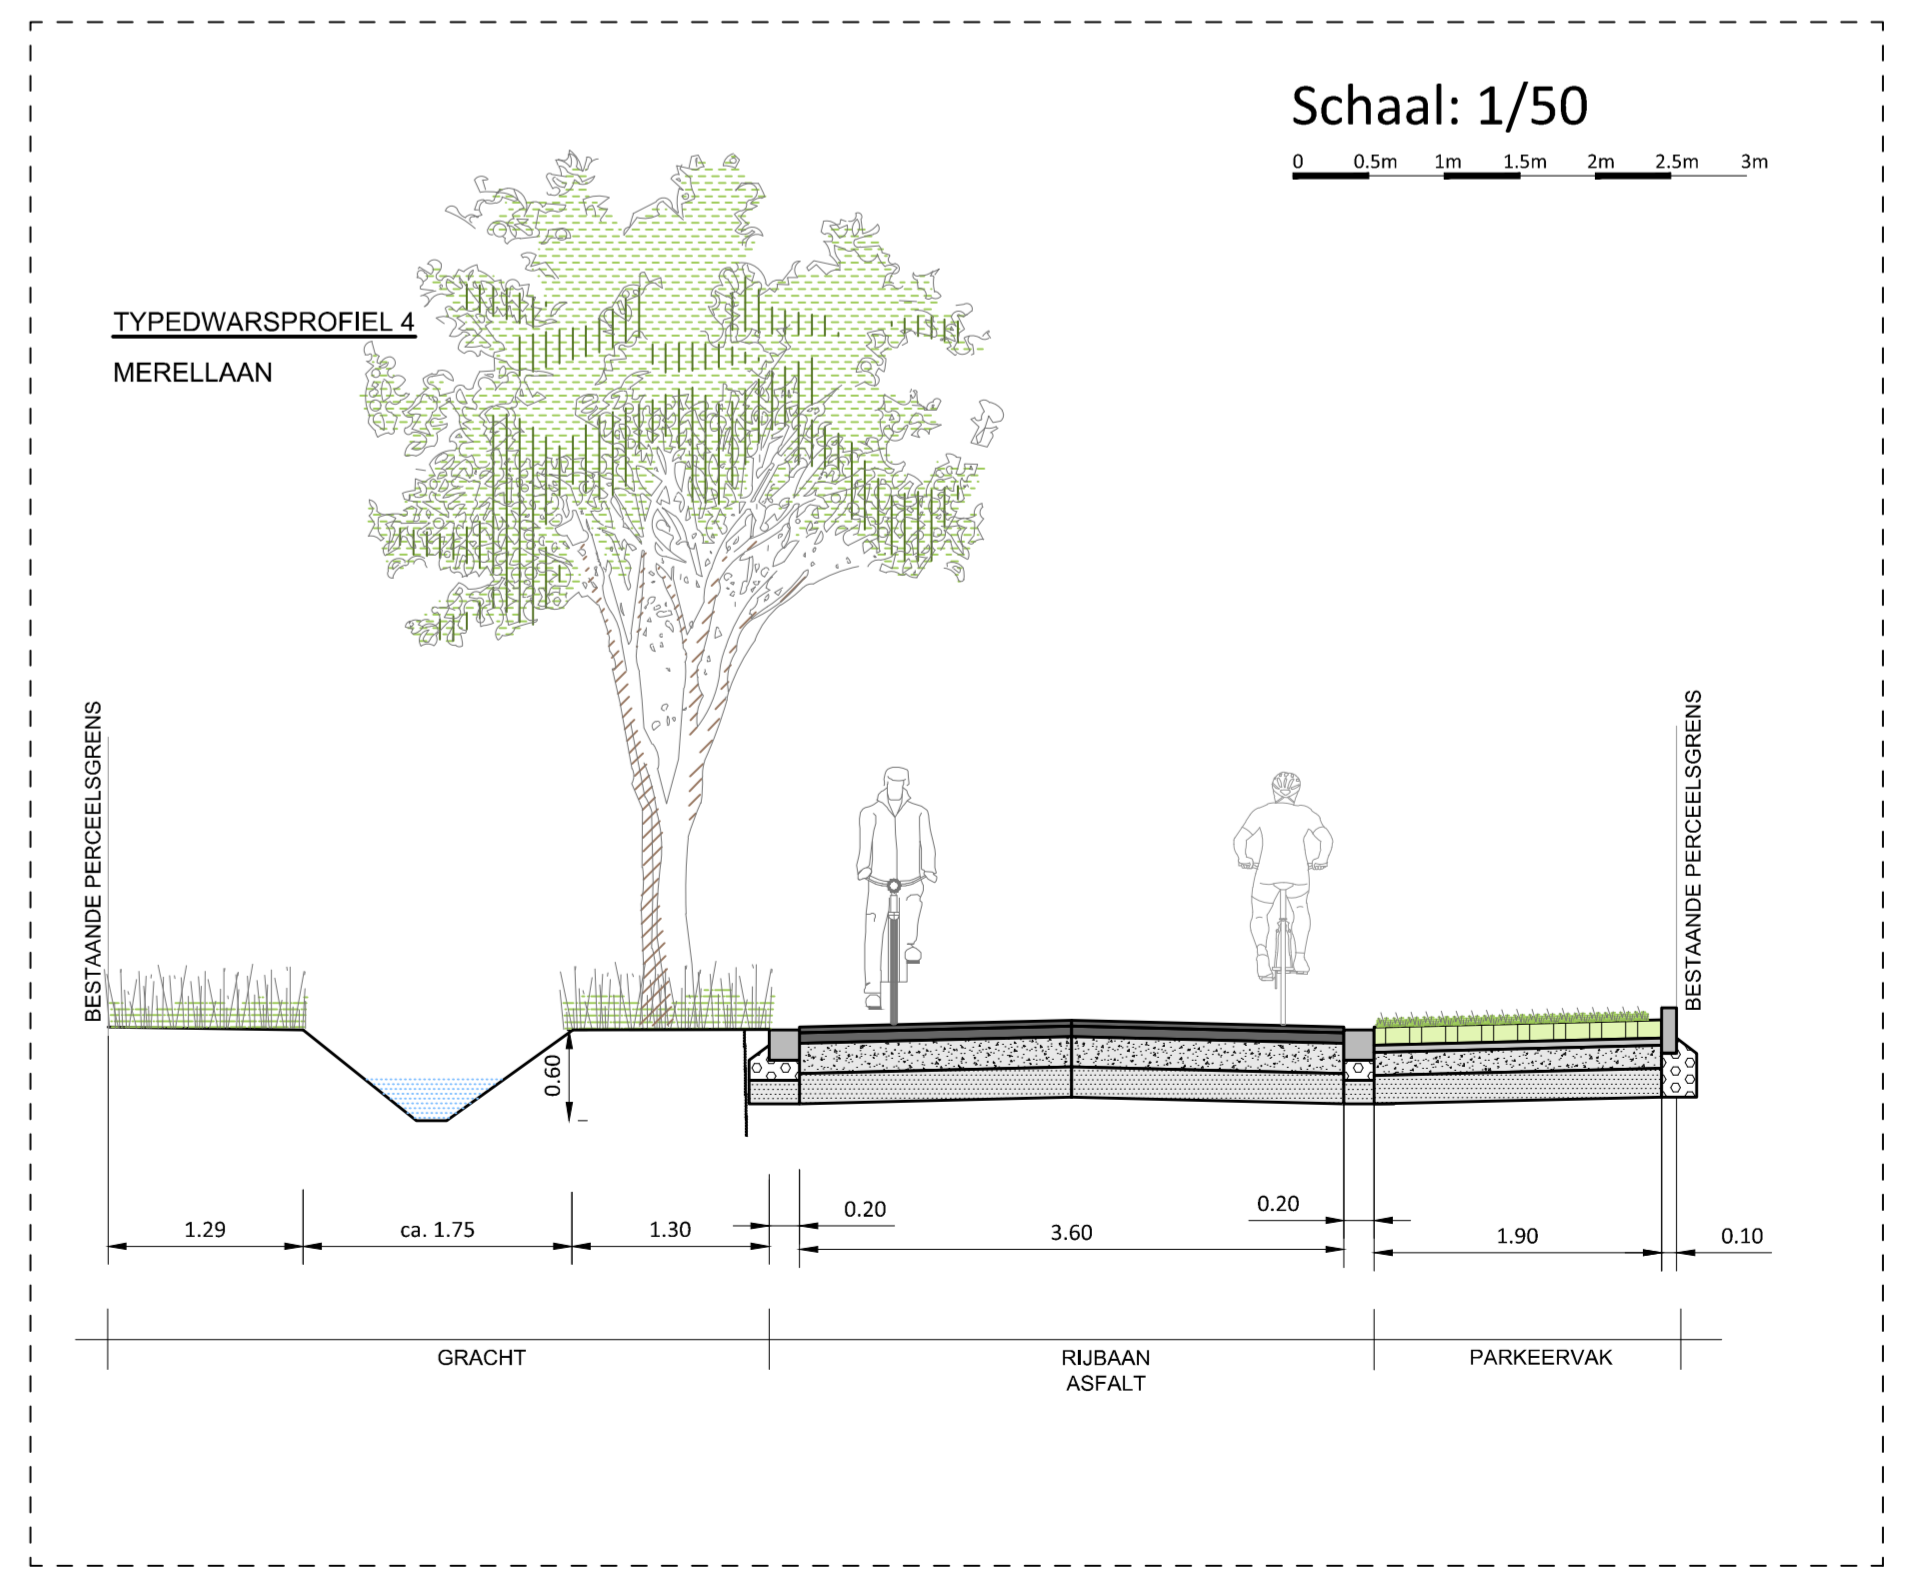 Schaal: 1/50
0 0.5m 1m 1.5m 2m 2.5m 3m
TYPEDWARSPROFIEL 4
MERELLAAN
BESTAANDE PERCEELSGRENS
BESTAANDE PERCEELSGRENS
0.60
1.29 ca. 1.75 1.30 0.20 3.60 0.20 1.90 0.10
GRACHT RIJBAAN PARKEERVAK
ASFALT